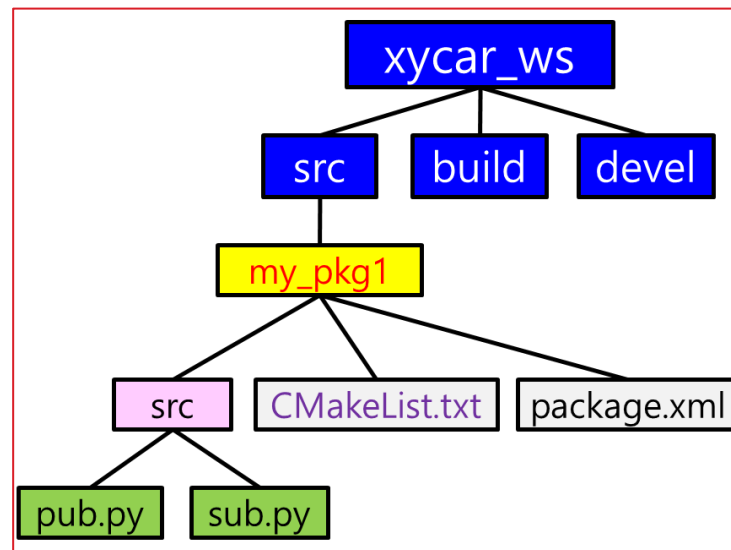 xycar_ws
src
build
devel
my_pkg1
src
CMakeList.txt
package.xml
pub.py
sub.py